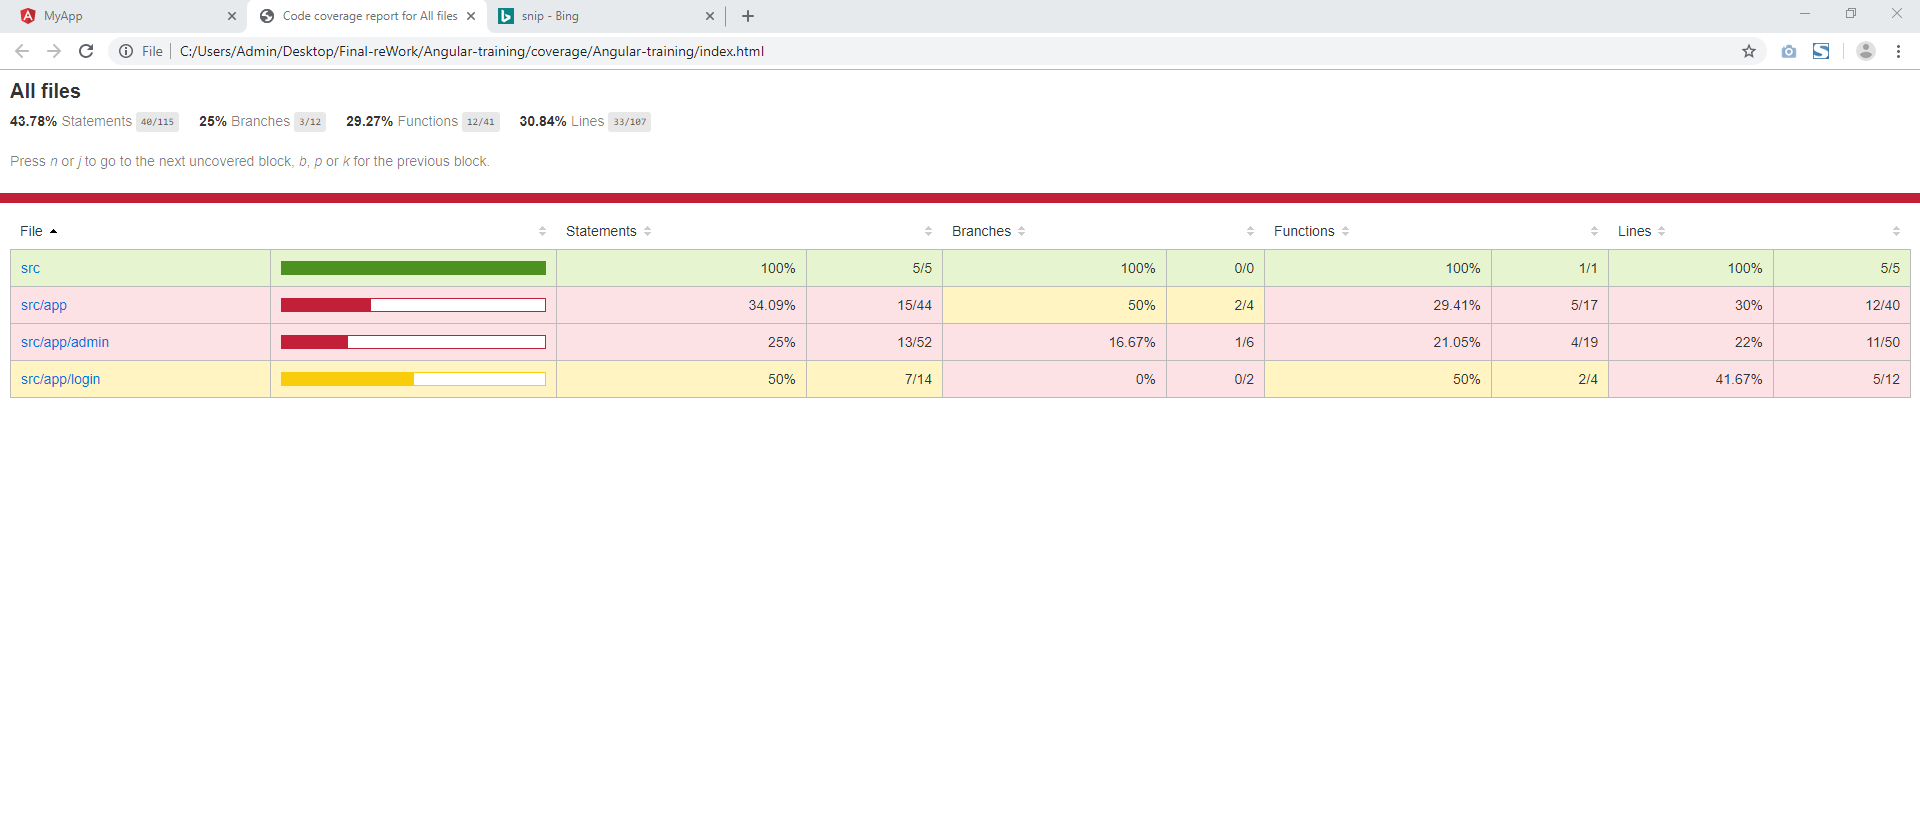 MyApp
Code coverage report for All files
snip - Bing
File | C:/Users/Admin/Desktop/Final-reWork/Angular-training/coverage/Angular-training/index.html
All files
43.78% Statements 40/115 25% Branches 3/12 29.27% Functions 12/41 30.84% Lines 33/107
Press n or j to go to the next uncovered block, b, p or k for the previous block.
File Statements Branches Functions Lines
src 100% 5/5 100% 0/0 100% 1/1 100% 5/5
src/app 34.09% 15/44 50% 2/4 29.41% 5/17 30% 12/40
src/app/admin 25% 13/52 16.67% 1/6 21.05% 4/19 22% 11/50
src/app/login 50% 7/14 0% 0/2 50% 2/4 41.67% 5/12